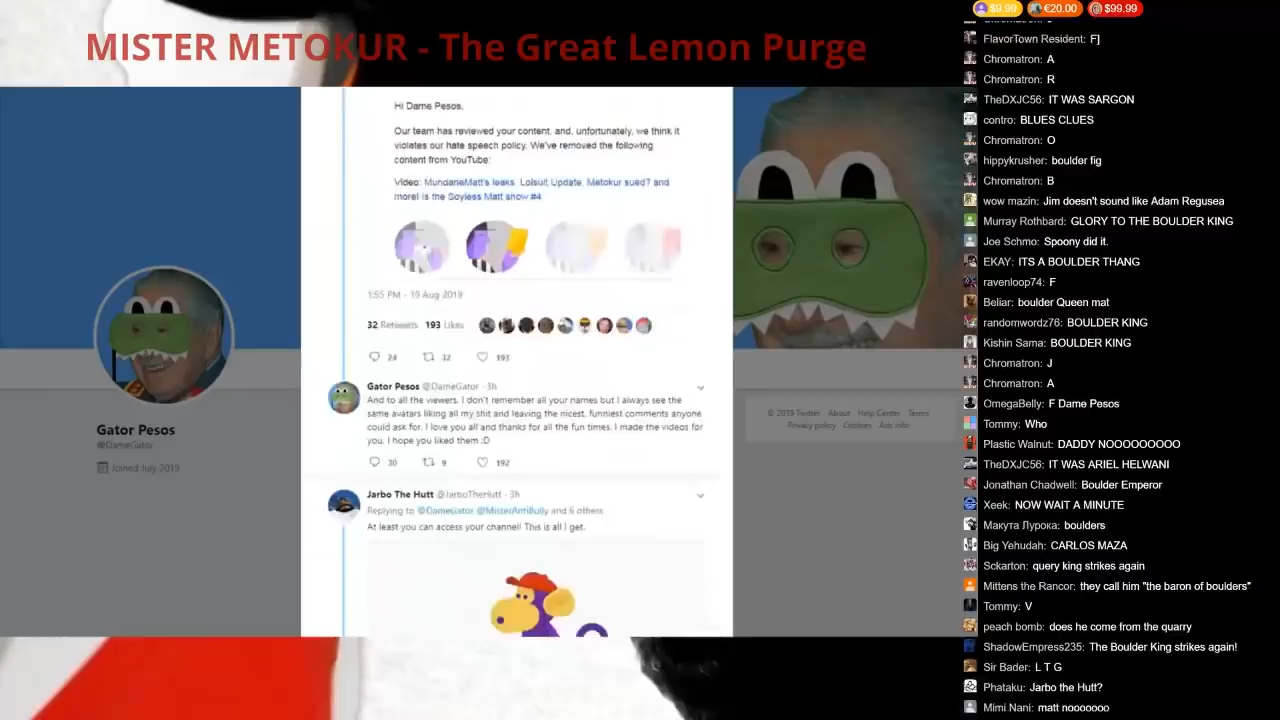 MISTER METOKUR - The Great Lemon Purge
Hi Dame Pesos,
Our team has reviewed your content, and, unfortunately, we think it
violates our hate speech policy. We've removed the following
content from YouTube:
Video: MundaneMatt's leaks, Lolsuit Update, Metokur sued? and
more! is the Soyless Matt show #4
1:55 PM - 19 Aug 2019
32 Retweets 193 Likes
24 32 193
Gator Pesos @DameGator · 3h
And to all the viewers. I don't remember all your names but I always see the
same avatars liking all my shit and leaving the nicest, funniest comments anyone
could ask for. I love you all and thanks for all the fun times. I made the videos for
you. I hope you liked them :D
30 9 192
Jarbo The Hutt @JarboTheHutt · 3h
Replying to @DameGator @MisterAntiBully and 6 others
At least you can access your channel! This is all I get.
Gator Pesos
@DameGator
Joined July 2019
© 2019 Twitter About Help Center Terms
Privacy policy Cookies Ads info
$9.99 €20.00 $99.99
FlavorTown Resident: F]
Chromatron: A
Chromatron: R
TheDXJC56: IT WAS SARGON
contro: BLUES CLUES
Chromatron: O
hippykrusher: boulder fig
Chromatron: B
wow mazin: Jim doesn't sound like Adam Regusea
Murray Rothbard: GLORY TO THE BOULDER KING
Joe Schmo: Spoony did it.
EKAY: ITS A BOULDER THANG
ravenloop74: F
Beliar: boulder Queen mat
randomwordz76: BOULDER KING
Kishin Sama: BOULDER KING
Chromatron: J
Chromatron: A
OmegaBelly: F Dame Pesos
Tommy: Who
Plastic Walnut: DADDY NOOOOOOOOO
TheDXJC56: IT WAS ARIEL HELWANI
Jonathan Chadwell: Boulder Emperor
Xeek: NOW WAIT A MINUTE
Макута Лурока: boulders
Big Yehudah: CARLOS MAZA
Sckarton: query king strikes again
Mittens the Rancor: they call him "the baron of boulders"
Tommy: V
peach bomb: does he come from the quarry
ShadowEmpress235: The Boulder King strikes again!
Sir Bader: L T G
Phataku: Jarbo the Hutt?
Mimi Nani: matt nooooooo